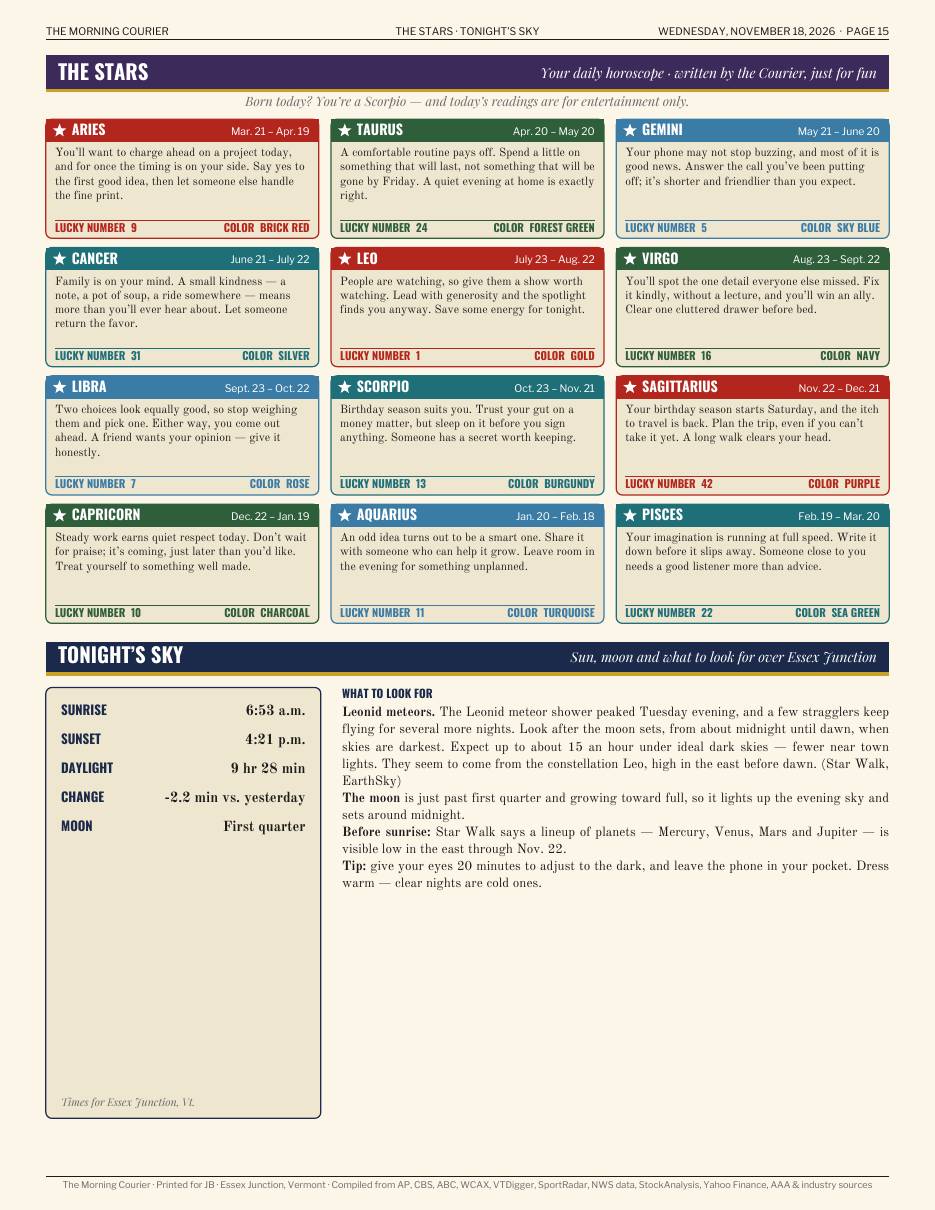 THE MORNING COURIER
THE STARS · TONIGHT'S SKY
WEDNESDAY, NOVEMBER 18, 2026 · PAGE 15
THE STARS
Your daily horoscope · written by the Courier, just for fun
Born today? You're a Scorpio — and today's readings are for entertainment only.
★ ARIES
Mar. 21 – Apr. 19
You'll want to charge ahead on a project today,
and for once the timing is on your side. Say yes to
the first good idea, then let someone else handle
the fine print.
LUCKY NUMBER 9
COLOR BRICK RED
★ TAURUS
Apr. 20 – May 20
A comfortable routine pays off. Spend a little on
something that will last, not something that will be
gone by Friday. A quiet evening at home is exactly
right.
LUCKY NUMBER 24
COLOR FOREST GREEN
★ GEMINI
May 21 – June 20
Your phone may not stop buzzing, and most of it is
good news. Answer the call you've been putting
off; it's shorter and friendlier than you expect.
LUCKY NUMBER 5
COLOR SKY BLUE
★ CANCER
June 21 – July 22
Family is on your mind. A small kindness — a
note, a pot of soup, a ride somewhere — means
more than you'll ever hear about. Let someone
return the favor.
LUCKY NUMBER 31
COLOR SILVER
★ LEO
July 23 – Aug. 22
People are watching, so give them a show worth
watching. Lead with generosity and the spotlight
finds you anyway. Save some energy for tonight.
LUCKY NUMBER 1
COLOR GOLD
★ VIRGO
Aug. 23 – Sept. 22
You'll spot the one detail everyone else missed. Fix
it kindly, without a lecture, and you'll win an ally.
Clear one cluttered drawer before bed.
LUCKY NUMBER 16
COLOR NAVY
★ LIBRA
Sept. 23 – Oct. 22
Two choices look equally good, so stop weighing
them and pick one. Either way, you come out
ahead. A friend wants your opinion — give it
honestly.
LUCKY NUMBER 7
COLOR ROSE
★ SCORPIO
Oct. 23 – Nov. 21
Birthday season suits you. Trust your gut on a
money matter, but sleep on it before you sign
anything. Someone has a secret worth keeping.
LUCKY NUMBER 13
COLOR BURGUNDY
★ SAGITTARIUS
Nov. 22 – Dec. 21
Your birthday season starts Saturday, and the itch
to travel is back. Plan the trip, even if you can't
take it yet. A long walk clears your head.
LUCKY NUMBER 42
COLOR PURPLE
★ CAPRICORN
Dec. 22 – Jan. 19
Steady work earns quiet respect today. Don't wait
for praise; it's coming, just later than you'd like.
Treat yourself to something well made.
LUCKY NUMBER 10
COLOR CHARCOAL
★ AQUARIUS
Jan. 20 – Feb. 18
An odd idea turns out to be a smart one. Share it
with someone who can help it grow. Leave room in
the evening for something unplanned.
LUCKY NUMBER 11
COLOR TURQUOISE
★ PISCES
Feb. 19 – Mar. 20
Your imagination is running at full speed. Write it
down before it slips away. Someone close to you
needs a good listener more than advice.
LUCKY NUMBER 22
COLOR SEA GREEN
TONIGHT'S SKY
Sun, moon and what to look for over Essex Junction
SUNRISE 6:53 a.m.
SUNSET 4:21 p.m.
DAYLIGHT 9 hr 28 min
CHANGE -2.2 min vs. yesterday
MOON First quarter
Times for Essex Junction, Vt.
WHAT TO LOOK FOR
Leonid meteors. The Leonid meteor shower peaked Tuesday evening, and a few stragglers keep
flying for several more nights. Look after the moon sets, from about midnight until dawn, when
skies are darkest. Expect up to about 15 an hour under ideal dark skies — fewer near town
lights. They seem to come from the constellation Leo, high in the east before dawn. (Star Walk,
EarthSky)
The moon is just past first quarter and growing toward full, so it lights up the evening sky and
sets around midnight.
Before sunrise: Star Walk says a lineup of planets — Mercury, Venus, Mars and Jupiter — is
visible low in the east through Nov. 22.
Tip: give your eyes 20 minutes to adjust to the dark, and leave the phone in your pocket. Dress
warm — clear nights are cold ones.
The Morning Courier · Printed for JB · Essex Junction, Vermont · Compiled from AP, CBS, ABC, WCAX, VTDigger, SportRadar, NWS data, StockAnalysis, Yahoo Finance, AAA & industry sources